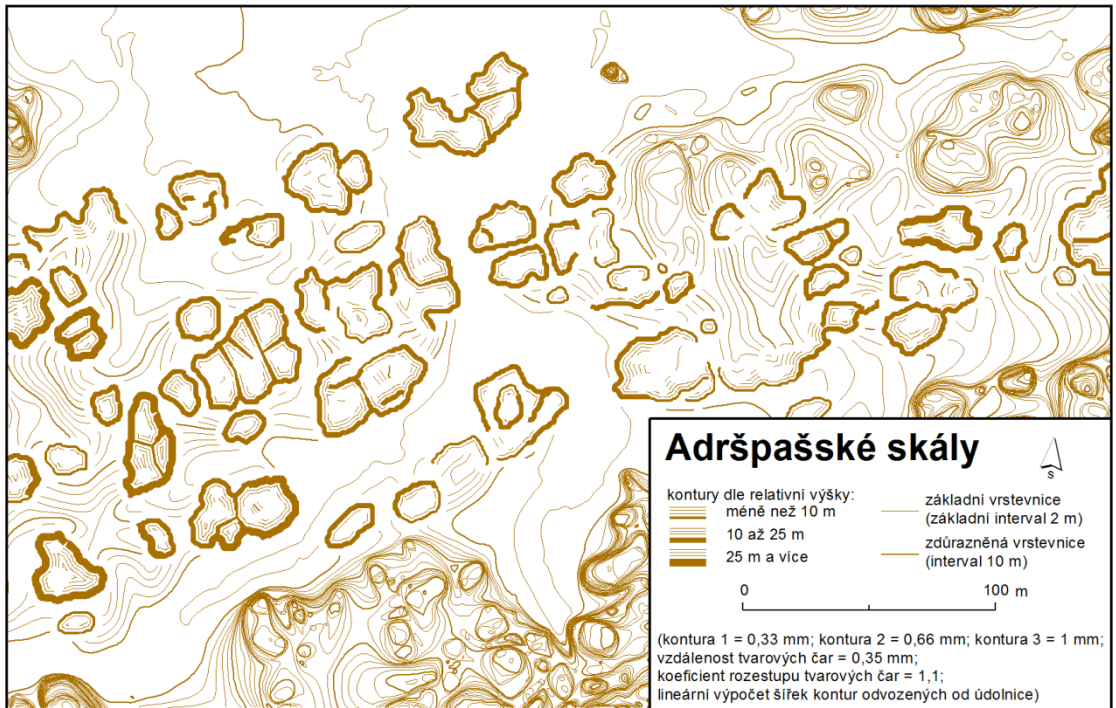 Adršpašské skály
S
kontury dle relativní výšky:
méně než 10 m
10 až 25 m
25 m a více
základní vrstevnice
(základní interval 2 m)
zdůrazněná vrstevnice
(interval 10 m)
0 100 m
(kontura 1 = 0,33 mm; kontura 2 = 0,66 mm; kontura 3 = 1 mm;
vzdálenost tvarových čar = 0,35 mm;
koeficient rozestupu tvarových čar = 1,1;
lineární výpočet šířek kontur odvozených od údolnice)